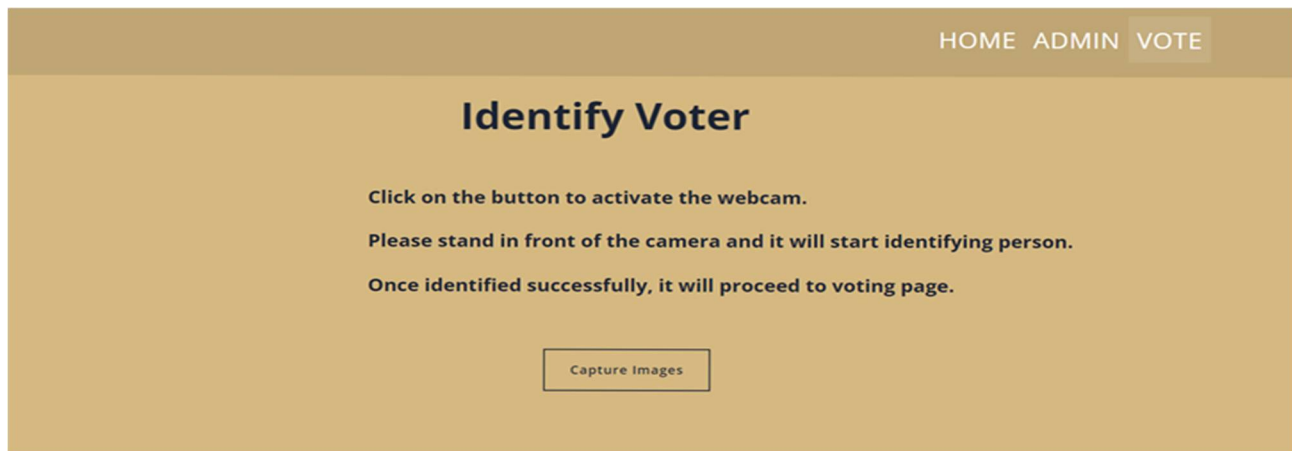 HOME ADMIN VOTE
Identify Voter
Click on the button to activate the webcam.
Please stand in front of the camera and it will start identifying person.
Once identified successfully, it will proceed to voting page.
Capture Images